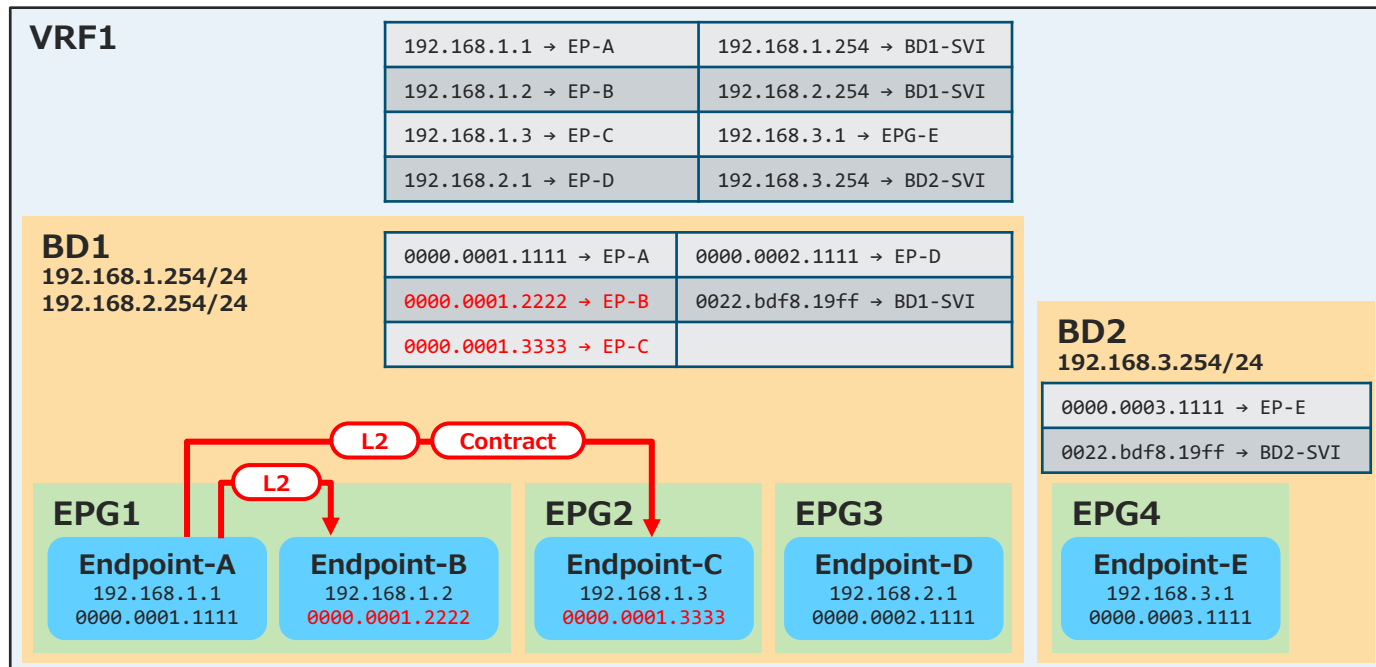 VRF1
192.168.1.1 → EP-A 192.168.1.254 → BD1-SVI
192.168.1.2 → EP-B 192.168.2.254 → BD1-SVI
192.168.1.3 → EP-C 192.168.3.1 → EPG-E
192.168.2.1 → EP-D 192.168.3.254 → BD2-SVI
BD1
192.168.1.254/24
192.168.2.254/24
0000.0001.1111 → EP-A 0000.0002.1111 → EP-D
0000.0001.2222 → EP-B 0022.bdf8.19ff → BD1-SVI
0000.0001.3333 → EP-C
BD2
192.168.3.254/24
0000.0003.1111 → EP-E
0022.bdf8.19ff → BD2-SVI
L2 Contract
L2
EPG1
Endpoint-A
192.168.1.1
0000.0001.1111
Endpoint-B
192.168.1.2
0000.0001.2222
EPG2
Endpoint-C
192.168.1.3
0000.0001.3333
EPG3
Endpoint-D
192.168.2.1
0000.0002.1111
EPG4
Endpoint-E
192.168.3.1
0000.0003.1111